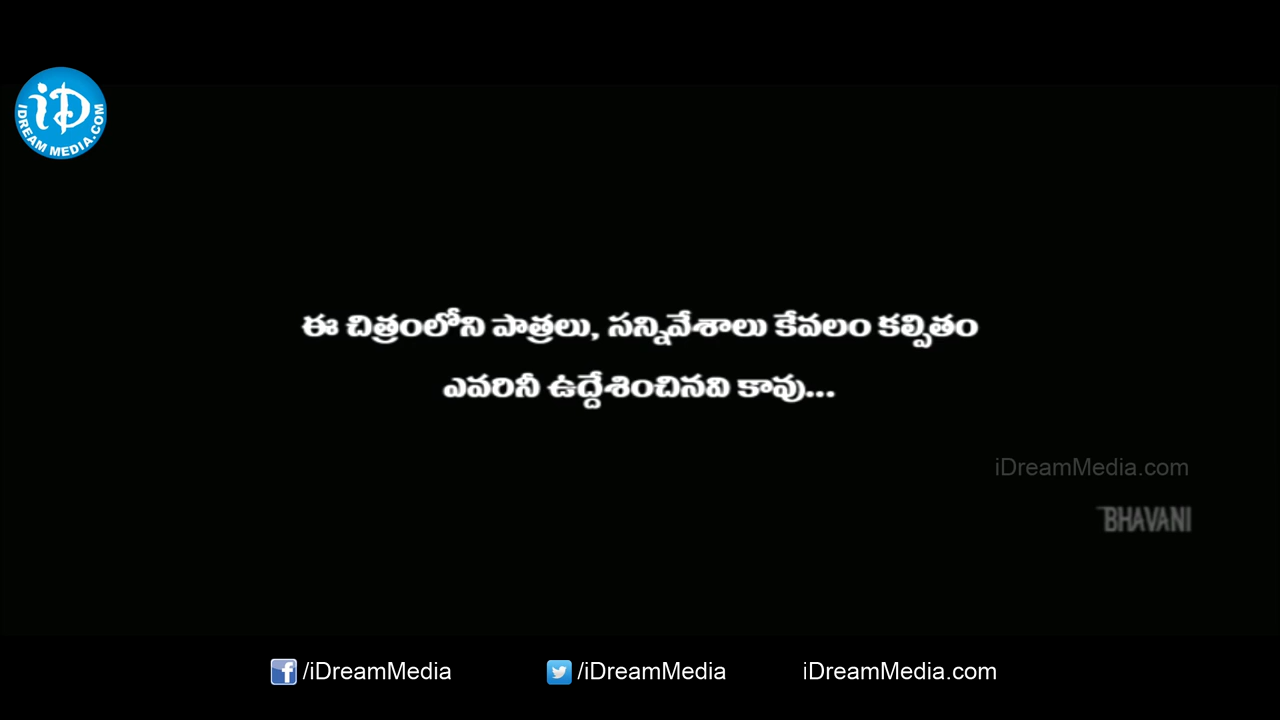 iD
IDREAM MEDIA.COM
ఈ చిత్రంలోని పాత్రలు, సన్నివేశాలు కేవలం కల్పితం
ఎవరినీ ఉద్దేశించినవి కావు...
iDreamMedia.com
BHAVANI
/iDreamMedia /iDreamMedia iDreamMedia.com